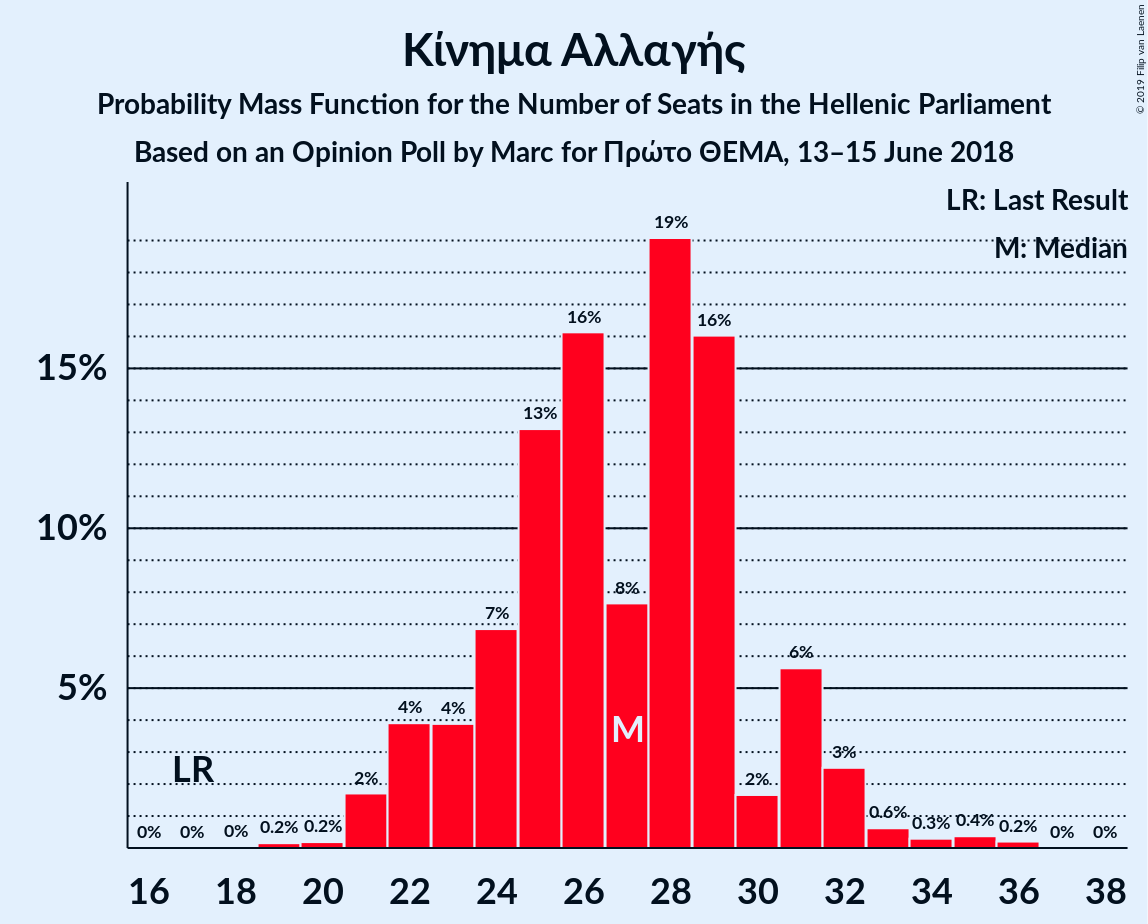 Κίνημα Αλλαγής
Probability Mass Function for the Number of Seats in the Hellenic Parliament
Based on an Opinion Poll by Marc for Πρώτο ΘΕΜΑ, 13–15 June 2018
© 2019 Filip van Laenen
LR: Last Result
M: Median
15%
10%
5%
0% 0% 0% 0.2% 0.2% 2% 4% 4% 7% 13% 16% 8% 19% 16% 2% 6% 3% 0.6% 0.3% 0.4% 0.2% 0% 0%
LR
M
16 18 20 22 24 26 28 30 32 34 36 38